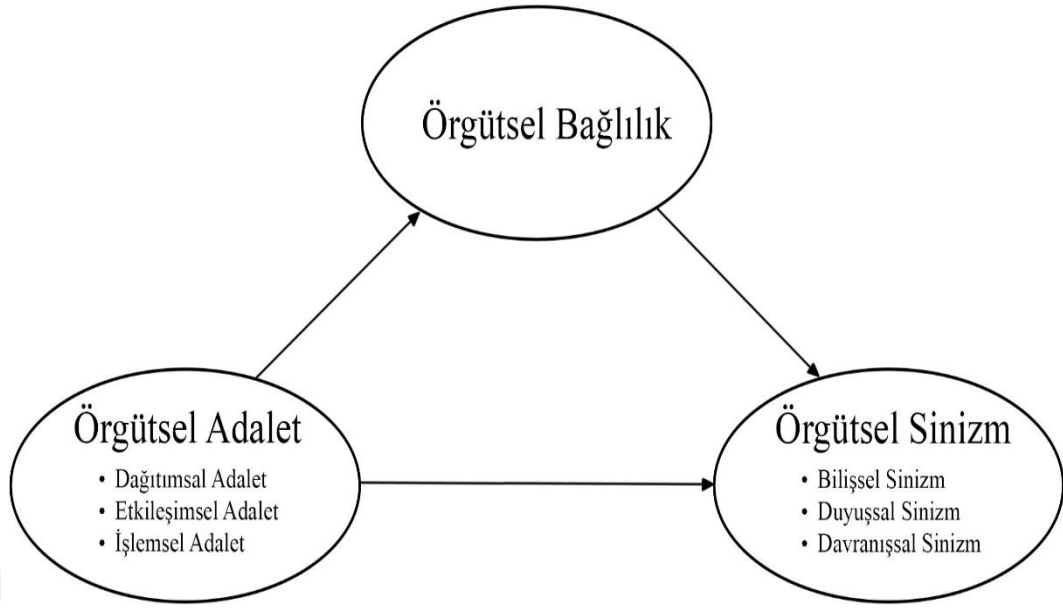 Örgütsel Bağlılık
Örgütsel Adalet
• Dağıtımsal Adalet
• Etkileşimsel Adalet
• İşlemsel Adalet
Örgütsel Sinizm
• Bilişsel Sinizm
• Duyuşsal Sinizm
• Davranışsal Sinizm